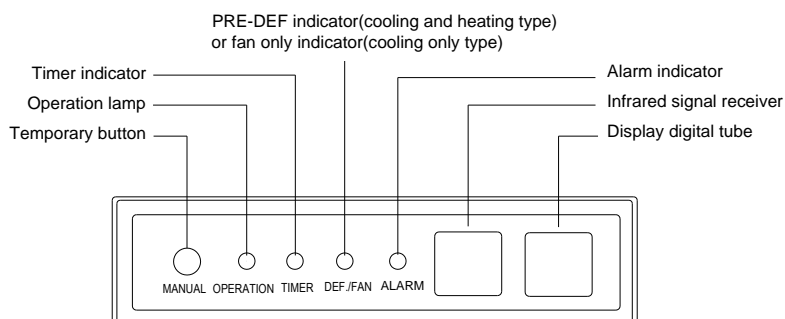 PRE-DEF indicator(cooling and heating type)
or fan only indicator(cooling only type)
Timer indicator
Alarm indicator
Operation lamp
Infrared signal receiver
Temporary button
Display digital tube
MANUAL OPERATION TIMER DEF./FAN ALARM